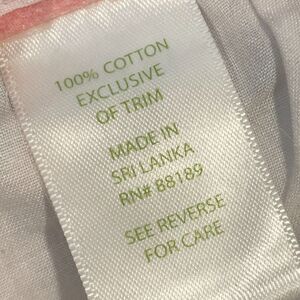 100% COTTON
EXCLUSIVE
OF TRIM
MADE IN
SRI LANKA
RN# 88189
SEE REVERSE
FOR CARE